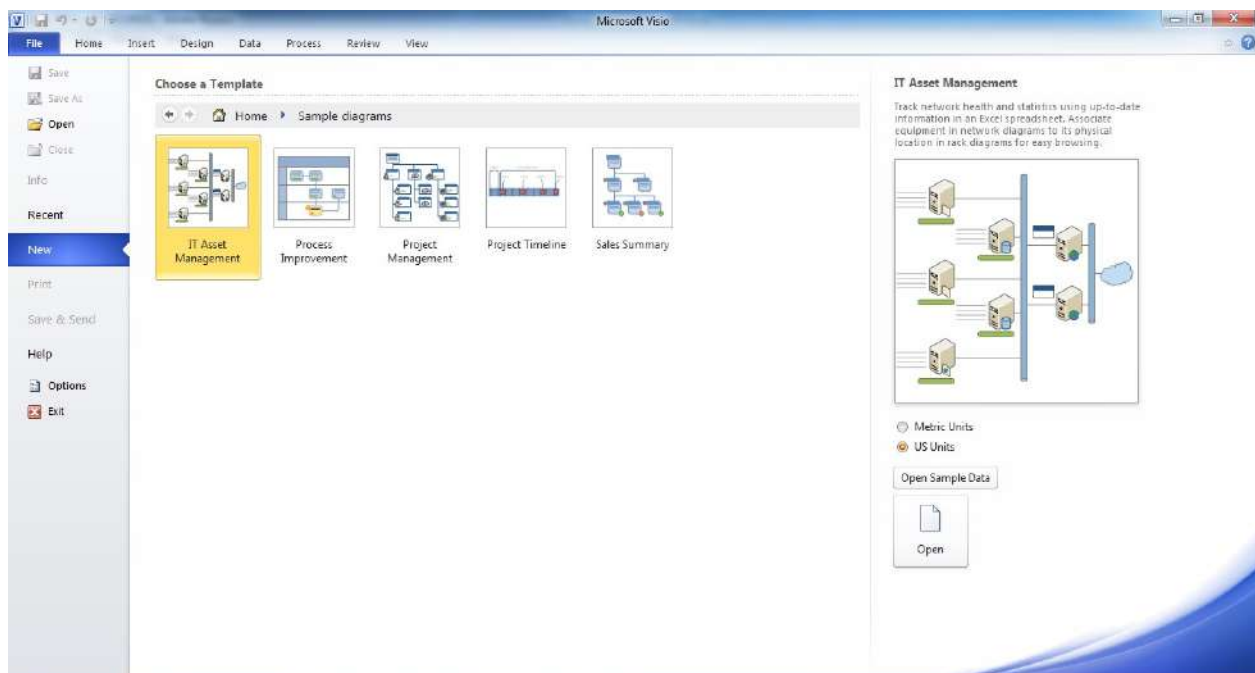 Microsoft Visio
File Home Insert Design Data Process Review View
Save
Save As
Open
Close
Info
Recent
New
Print
Save & Send
Help
Options
Exit
Choose a Template
Home Sample diagrams
IT Asset
Management
Process
Improvement
Project
Management
Project Timeline
Sales Summary
IT Asset Management
Track network health and statistics using up-to-date
information in an Excel spreadsheet. Associate
equipment in network diagrams to its physical
location in rack diagrams for easy browsing.
Metric Units
US Units
Open Sample Data
Open